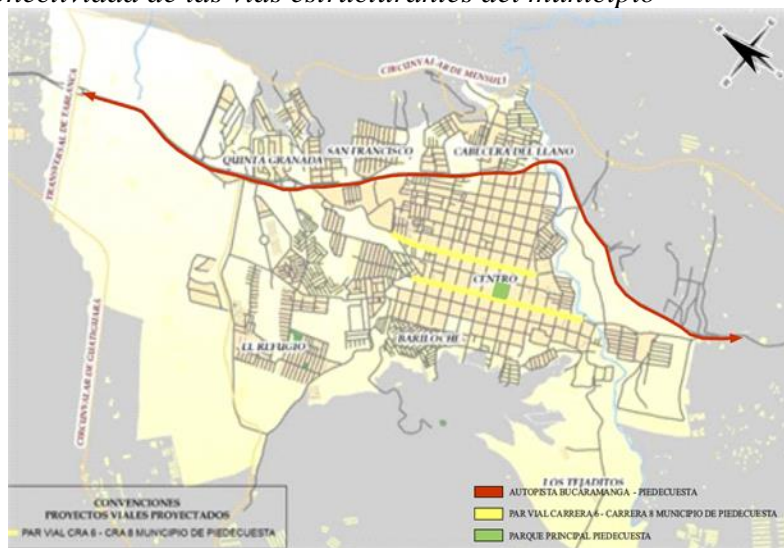 onectividad de las vías estructurantes del municipio
CIRCUNVALAR DE MENSULÍ
TRANSVERSAL DE TABLANCA
QUINTA GRANADA
SAN FRANCISCO
CABECERA DEL LLANO
CENTRO
EL REFUGIO
BARILOCHE
CIRCUNVALAR DE GUATIGUARÁ
LOS TEJADITOS
CONVENCIONES
PROYECTOS VIALES PROYECTADOS
PAR VIAL CRA 6 - CRA 8 MUNICIPIO DE PIEDECUESTA
AUTOPISTA BUCARAMANGA - PIEDECUESTA
PAR VIAL CARRERA 6 - CARRERA 8 MUNICIPIO DE PIEDECUESTA
PARQUE PRINCIPAL PIEDECUESTA